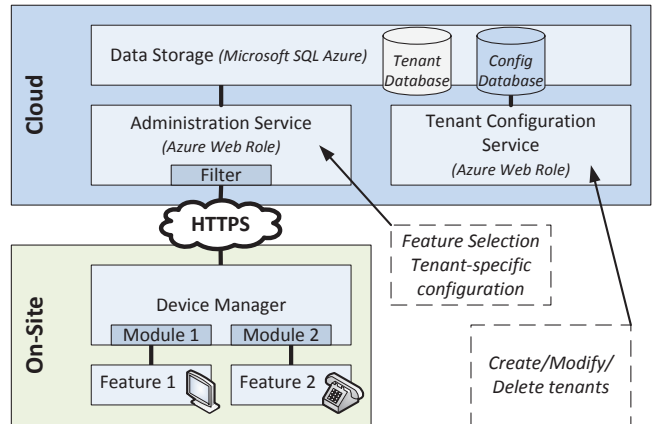 Cloud
Data Storage (Microsoft SQL Azure)
Tenant
Database
Config
Database
Administration Service
(Azure Web Role)
Filter
Tenant Configuration
Service
(Azure Web Role)
HTTPS
Feature Selection
Tenant-specific
configuration
On-Site
Device Manager
Module 1
Module 2
Feature 1
Feature 2
Create/Modify/
Delete tenants